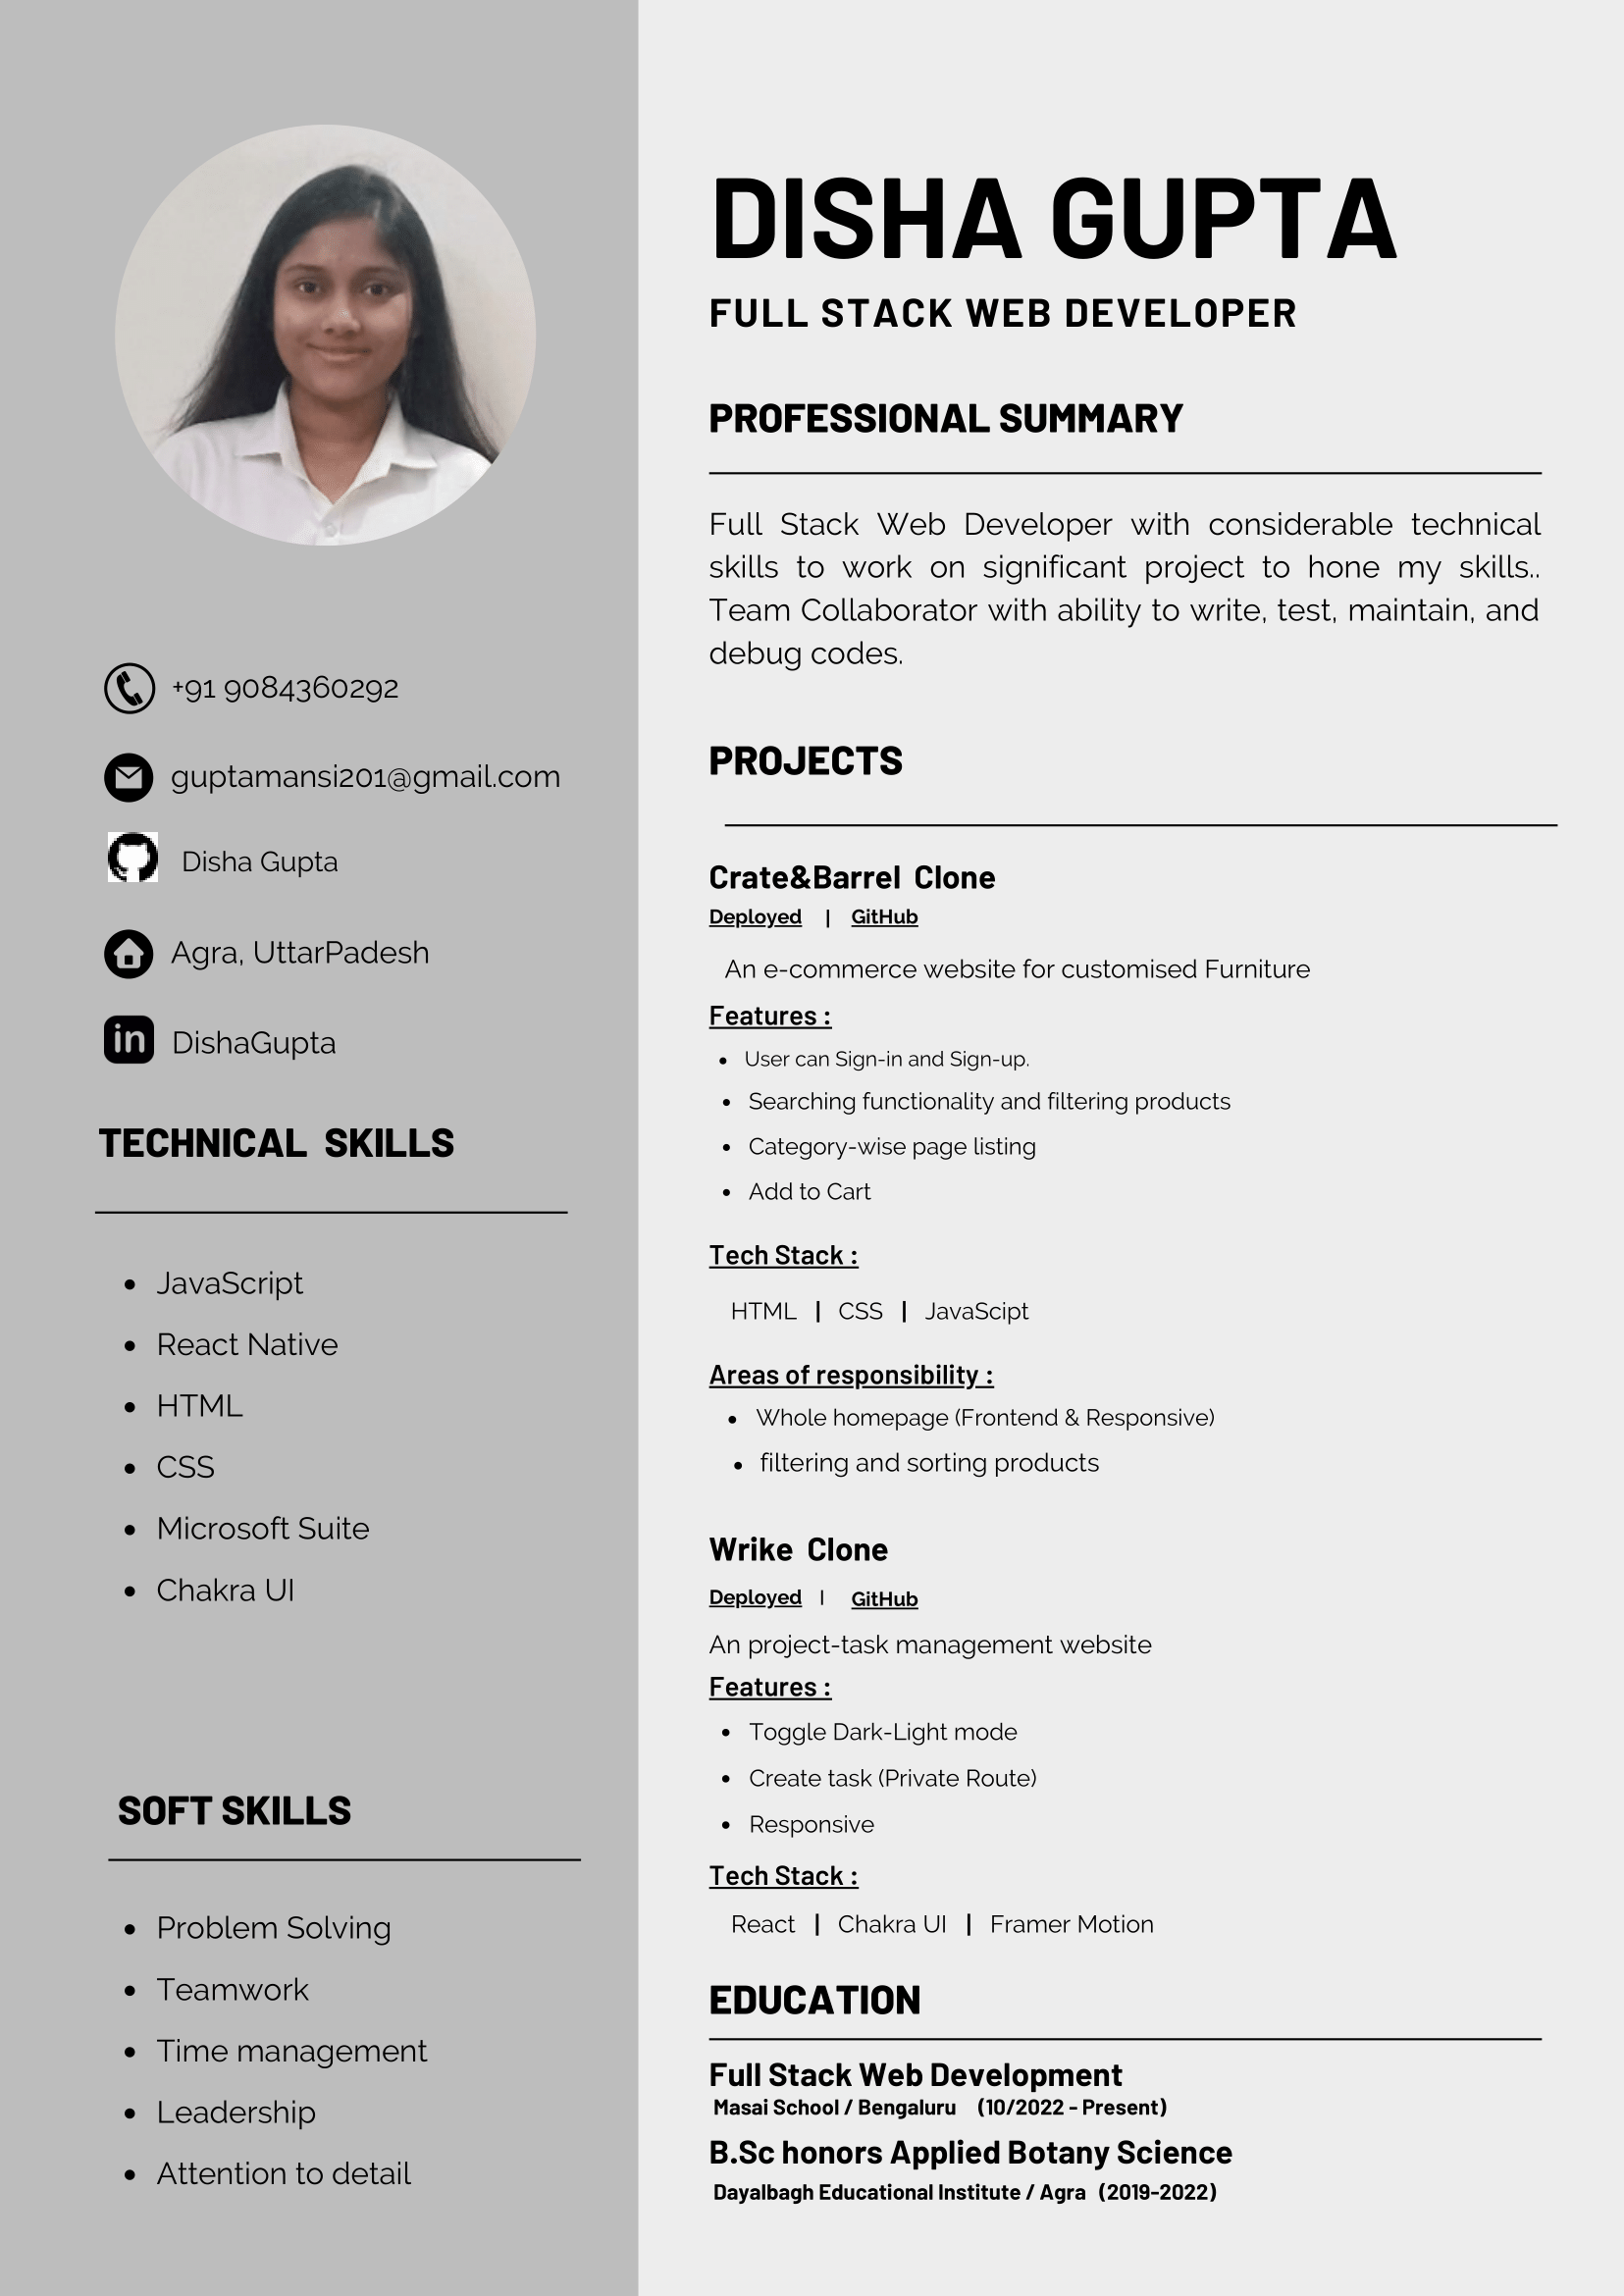 +91 9084360292
guptamansi201@gmail.com
Disha Gupta
Agra, UttarPadesh
in DishaGupta
TECHNICAL SKILLS
• JavaScript
• React Native
• HTML
• CSS
• Microsoft Suite
• Chakra UI
SOFT SKILLS
• Problem Solving
• Teamwork
• Time management
• Leadership
• Attention to detail
DISHA GUPTA
FULL STACK WEB DEVELOPER
PROFESSIONAL SUMMARY
Full Stack Web Developer with considerable technical
skills to work on significant project to hone my skills..
Team Collaborator with ability to write, test, maintain, and
debug codes.
PROJECTS
Crate&Barrel Clone
Deployed | GitHub
An e-commerce website for customised Furniture
Features :
• User can Sign-in and Sign-up.
• Searching functionality and filtering products
• Category-wise page listing
• Add to Cart
Tech Stack :
HTML | CSS | JavaScipt
Areas of responsibility :
• Whole homepage (Frontend & Responsive)
• filtering and sorting products
Wrike Clone
Deployed | GitHub
An project-task management website
Features :
• Toggle Dark-Light mode
• Create task (Private Route)
• Responsive
Tech Stack :
React | Chakra UI | Framer Motion
EDUCATION
Full Stack Web Development
Masai School / Bengaluru (10/2022 - Present)
B.Sc honors Applied Botany Science
Dayalbagh Educational Institute / Agra (2019-2022)